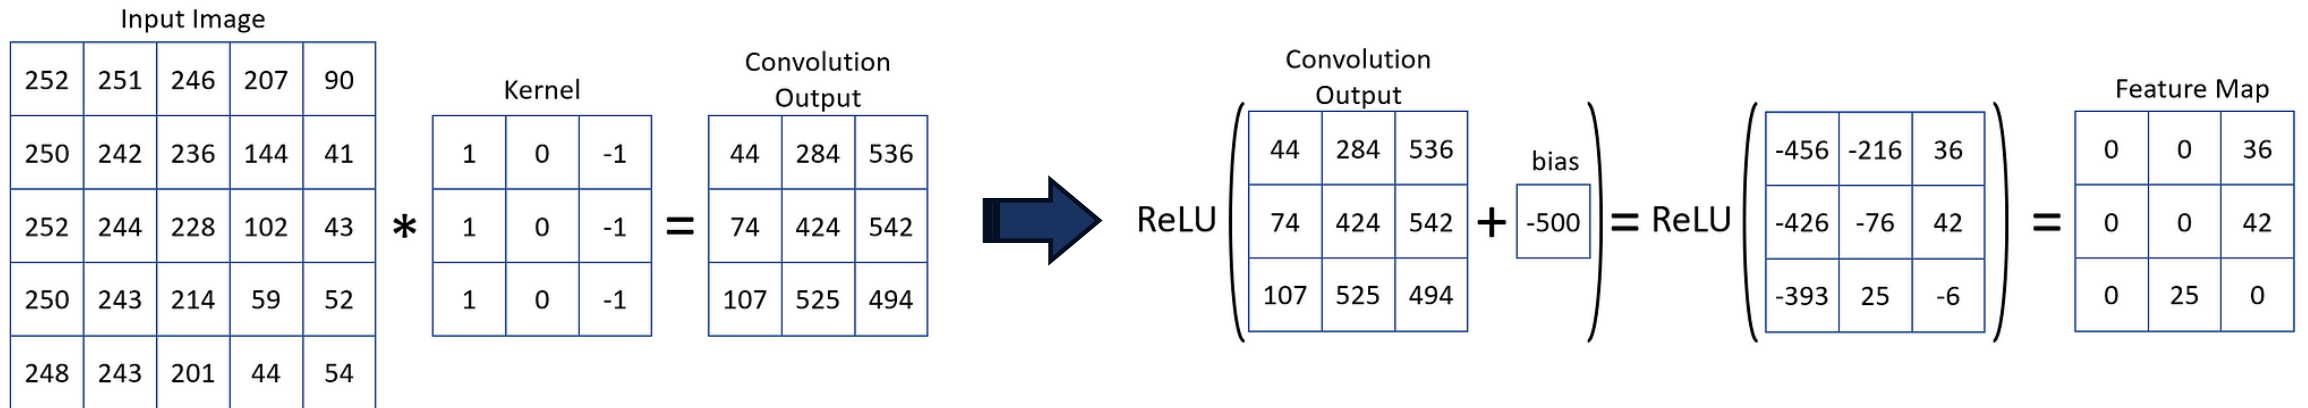 Input Image
252 251 246 207 90
250 242 236 144 41
252 244 228 102 43
250 243 214 59 52
248 243 201 44 54
*
Kernel
1 0 -1
1 0 -1
1 0 -1
=
Convolution
Output
44 284 536
74 424 542
107 525 494
ReLU
(
Convolution
Output
44 284 536
74 424 542
107 525 494
+
bias
-500
)
=
ReLU
(
-456 -216 36
-426 -76 42
-393 25 -6
)
=
Feature Map
0 0 36
0 0 42
0 25 0